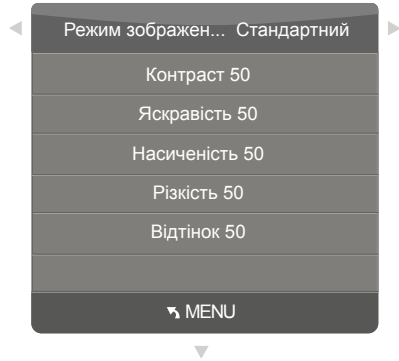 Режим зображен... Стандартний
Контраст 50
Яскравість 50
Насиченість 50
Різкість 50
Відтінок 50
MENU